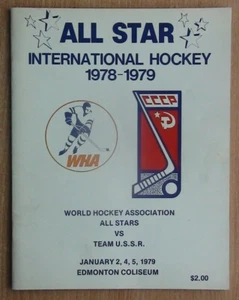 ALL STAR
INTERNATIONAL HOCKEY
1978-1979
WHA
CCCP
WORLD HOCKEY ASSOCIATION
ALL STARS
VS
TEAM U.S.S.R.
JANUARY 2, 4, 5, 1979
EDMONTON COLISEUM
$2.00